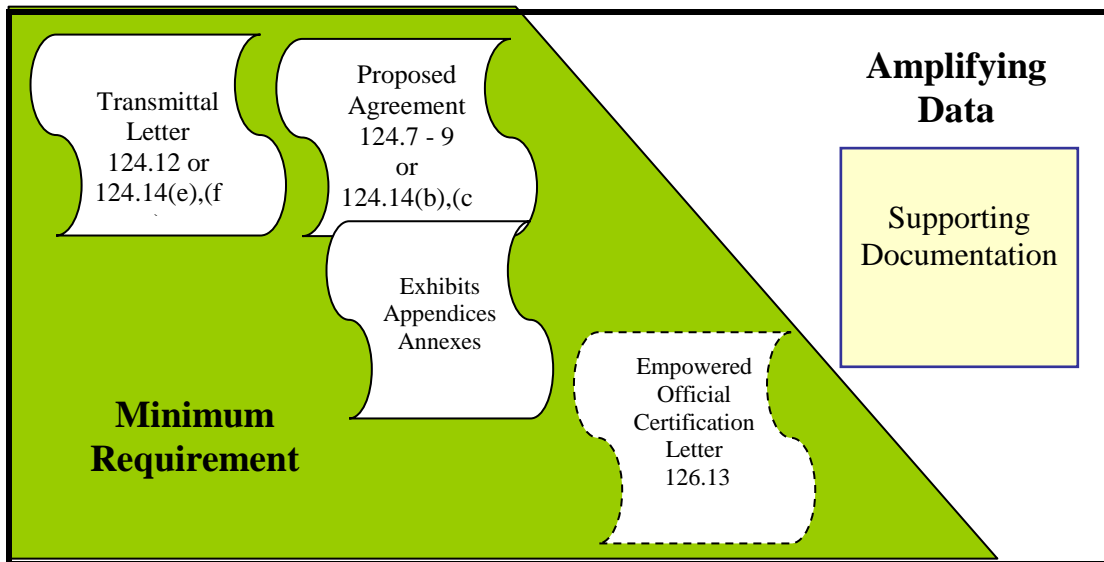 Transmittal
Letter
124.12 or
124.14(e),(f
Proposed
Agreement
124.7 - 9
or
124.14(b),(c
Exhibits
Appendices
Annexes
Empowered
Official
Certification
Letter
126.13
Minimum
Requirement
Amplifying
Data
Supporting
Documentation